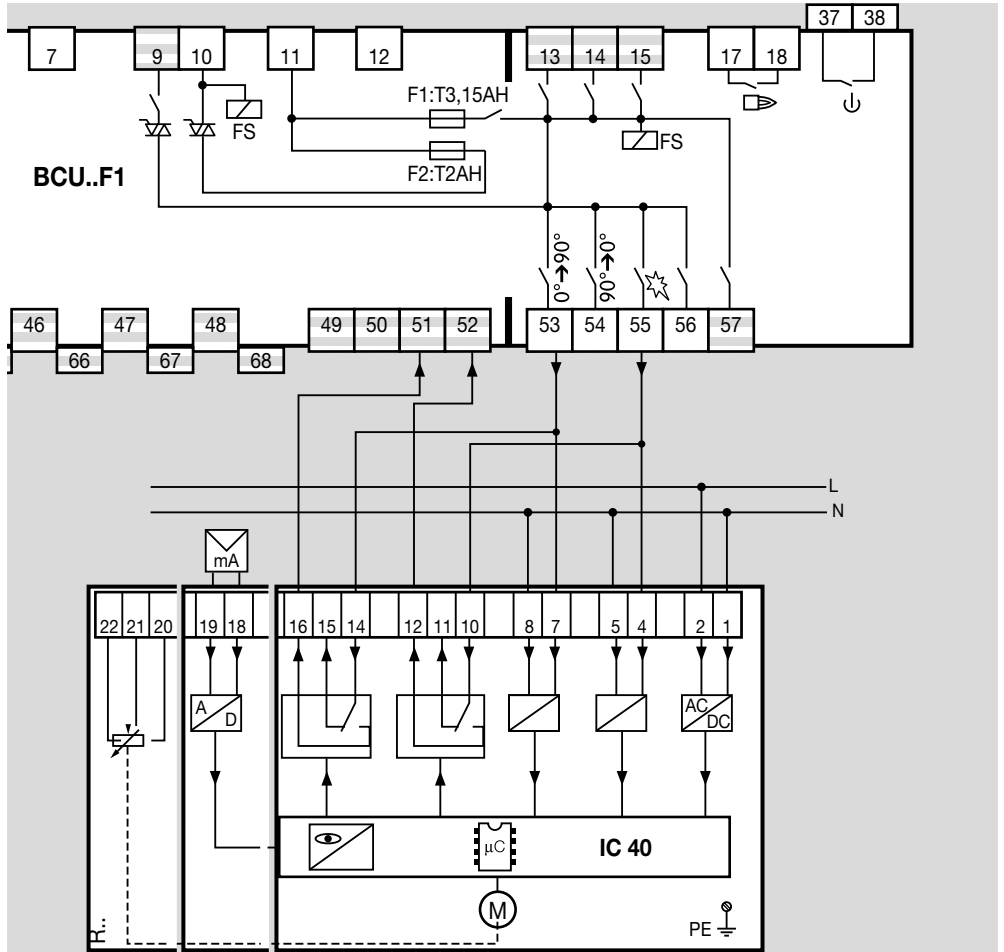 37 38
7 9 10 11 12 13 14 15 17 18
F1:T3,15AH
FS
FS
F2:T2AH
BCU..F1
0°➔90°
90°➔0°
46 47 48 49 50 51 52 53 54 55 56 57
66 67 68
L
N
mA
22 21 20 19 18 16 15 14 12 11 10 8 7 5 4 2 1
A
D
AC
DC
µC
IC 40
M
R..
PE